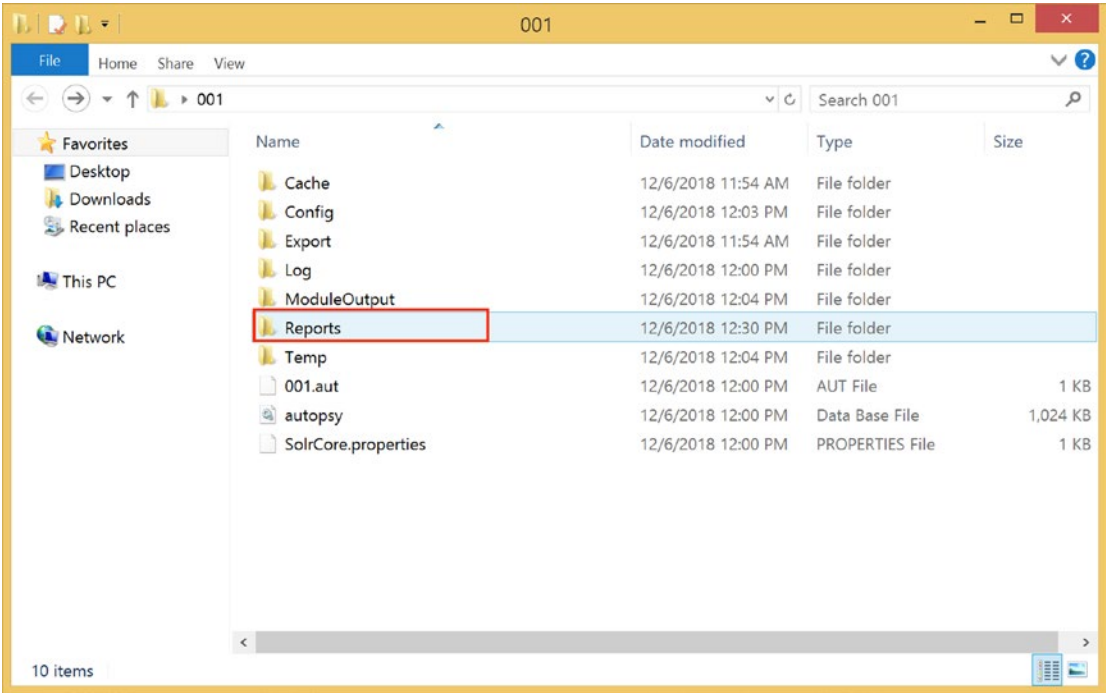 001
File Home Share View
001
Search 001
Favorites
Desktop
Downloads
Recent places
This PC
Network
Name Date modified Type Size
Cache 12/6/2018 11:54 AM File folder
Config 12/6/2018 12:03 PM File folder
Export 12/6/2018 11:54 AM File folder
Log 12/6/2018 12:00 PM File folder
ModuleOutput 12/6/2018 12:04 PM File folder
Reports 12/6/2018 12:30 PM File folder
Temp 12/6/2018 12:04 PM File folder
001.aut 12/6/2018 12:00 PM AUT File 1 KB
autopsy 12/6/2018 12:00 PM Data Base File 1,024 KB
SolrCore.properties 12/6/2018 12:00 PM PROPERTIES File 1 KB
10 items